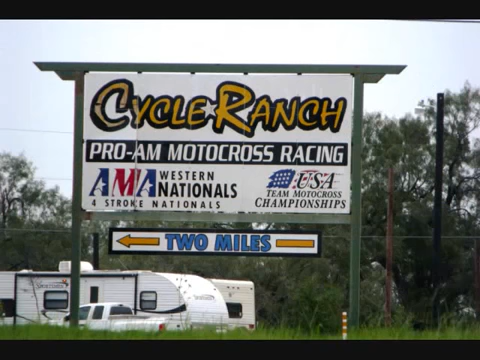 CYCLE RANCH
PRO-AM MOTOCROSS RACING
AMA WESTERN NATIONALS
4 STROKE NATIONALS
USA
TEAM MOTOCROSS
CHAMPIONSHIPS
TWO MILES